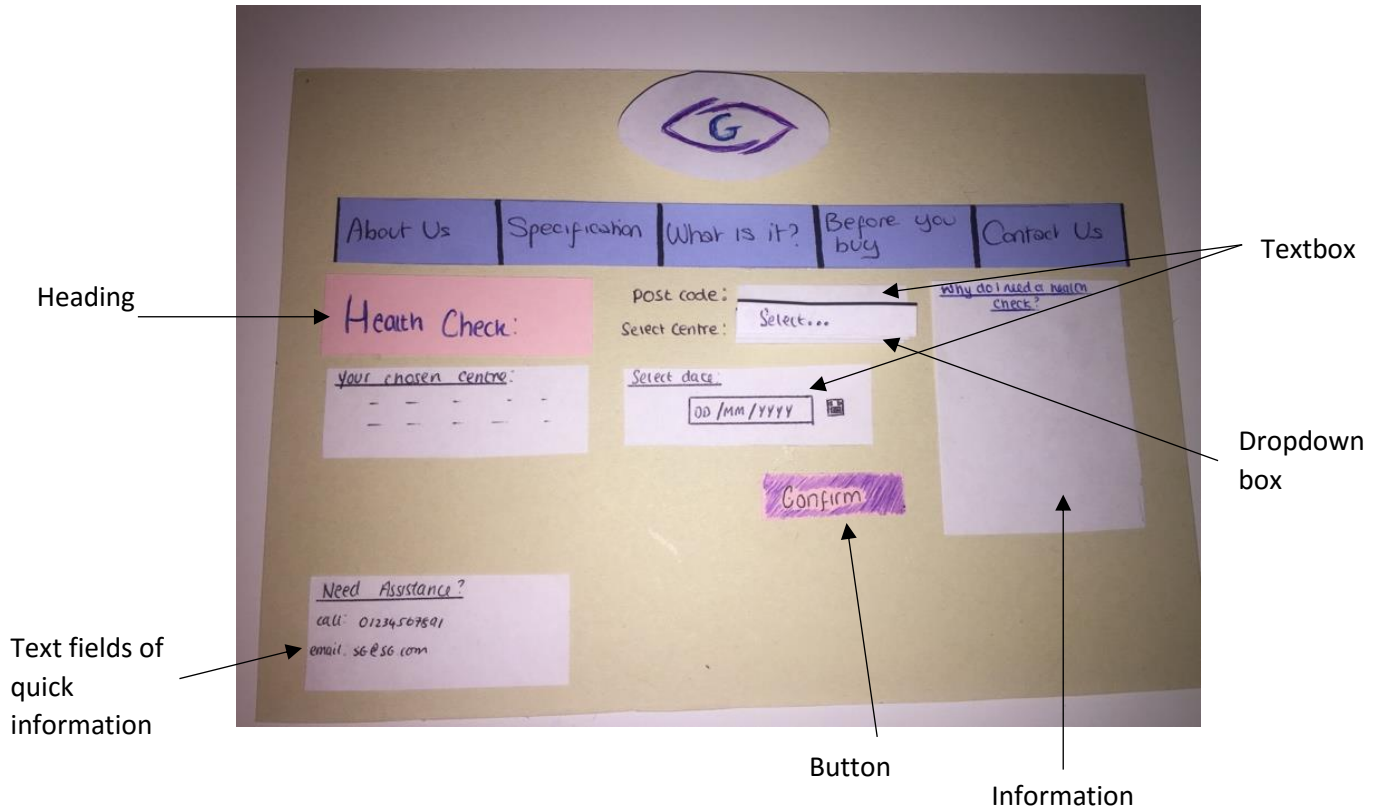 G
About Us
Specification
What is it?
Before you
buy
Contact Us
Textbox
Heading
Health Check:
Post code:
Select Centre:
Select...
Why do I need a health
check?
Your chosen centre:
Select date:
DD/MM/YYYY
Dropdown
box
Confirm
Need Assistance?
call: 01234567891
email: sG@SG.com
Text fields of
quick
information
Button
Information